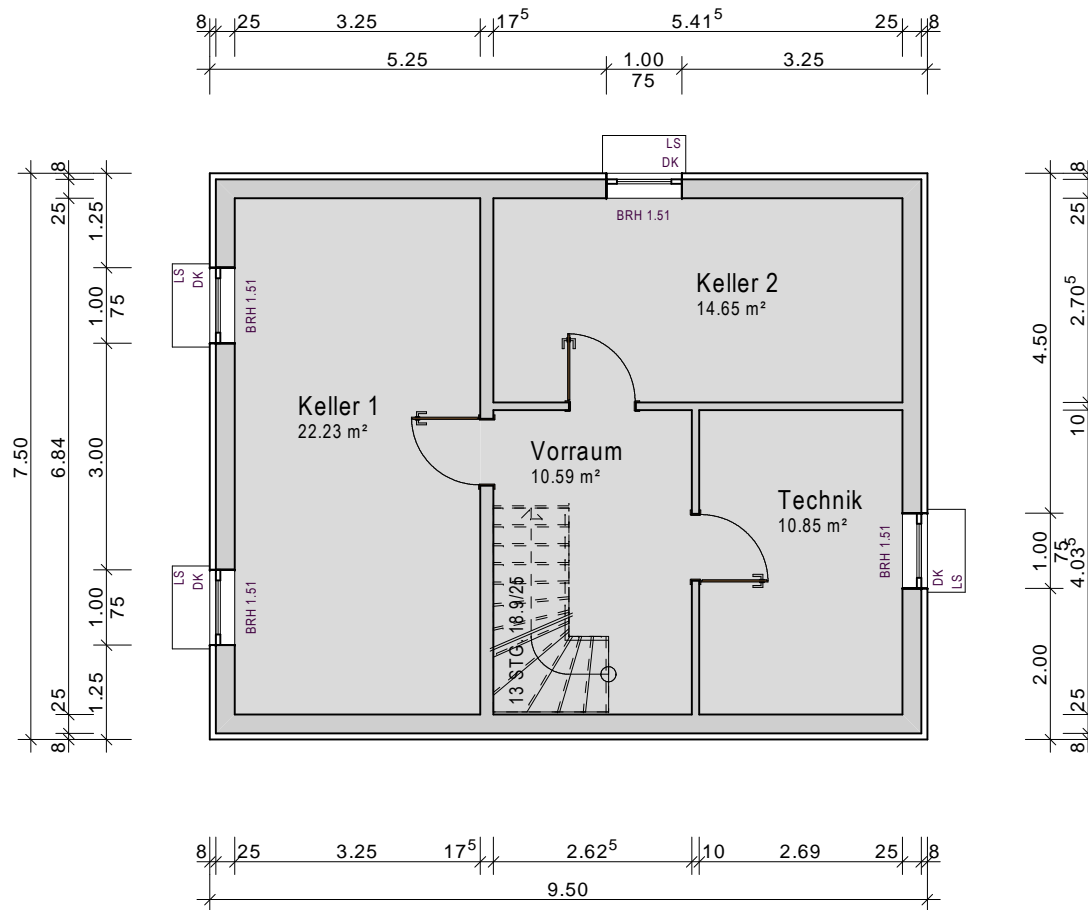 8 25 3.25 17⁵ 5.41⁵ 25 8
5.25 1.00 3.25
75
LS
DK
BRH 1.51
8
25
1.25
1.00
75
7.50
6.84
3.00
1.00
75
1.25
25
8
LS
DK
BRH 1.51
LS
DK
BRH 1.51
Keller 1
22.23 m²
Keller 2
14.65 m²
Vorraum
10.59 m²
Technik
10.85 m²
13 STG. 18.9/25
BRH 1.51
DK
LS
8
25
2.70⁵
4.50
10
1.00
75
4.03⁵
2.00
25
8
8 25 3.25 17⁵ 2.62⁵ 10 2.69 25 8
9.50